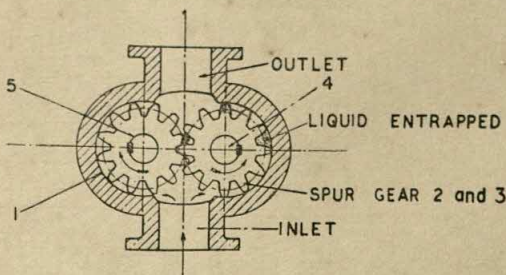 OUTLET
5
4
LIQUID ENTRAPPED
SPUR GEAR 2 and 3
1
INLET